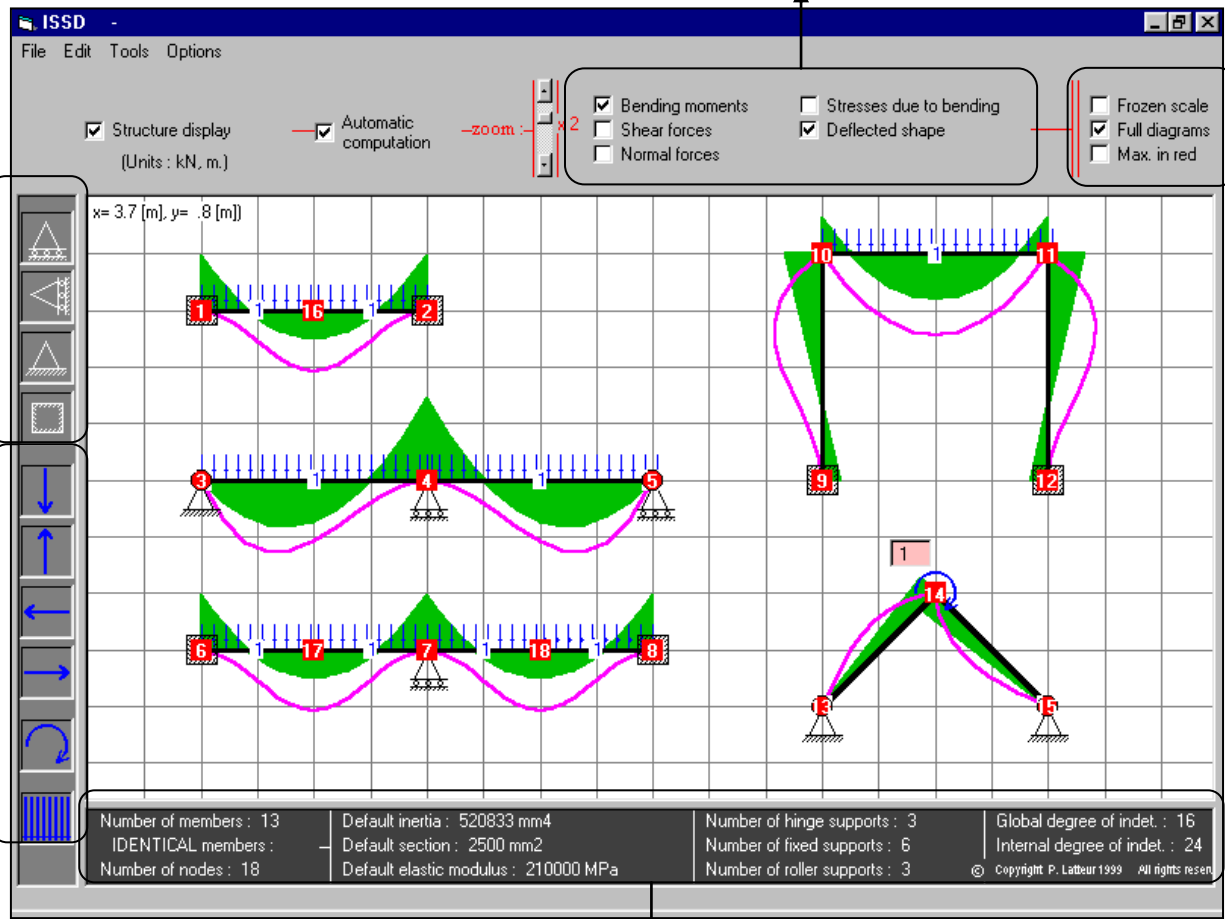 ISSD -
File Edit Tools Options
Structure display
(Units : kN, m.)
Automatic
computation
zoom : x 2
Bending moments
Shear forces
Normal forces
Stresses due to bending
Deflected shape
Frozen scale
Full diagrams
Max. in red
x= 3.7 [m], y= .8 [m])
10 1 11
1 1 16 1 2
3 1 4 1 5
9 12
1
14
6 1 17 1 7 1 18 1 8
13 15
Number of members : 13
IDENTICAL members :
Number of nodes : 18
Default inertia : 520833 mm4
Default section : 2500 mm2
Default elastic modulus : 210000 MPa
Number of hinge supports : 3
Number of fixed supports : 6
Number of roller supports : 3
Global degree of indet. : 16
Internal degree of indet. : 24
© Copyright P. Latteur 1999 All rights reser